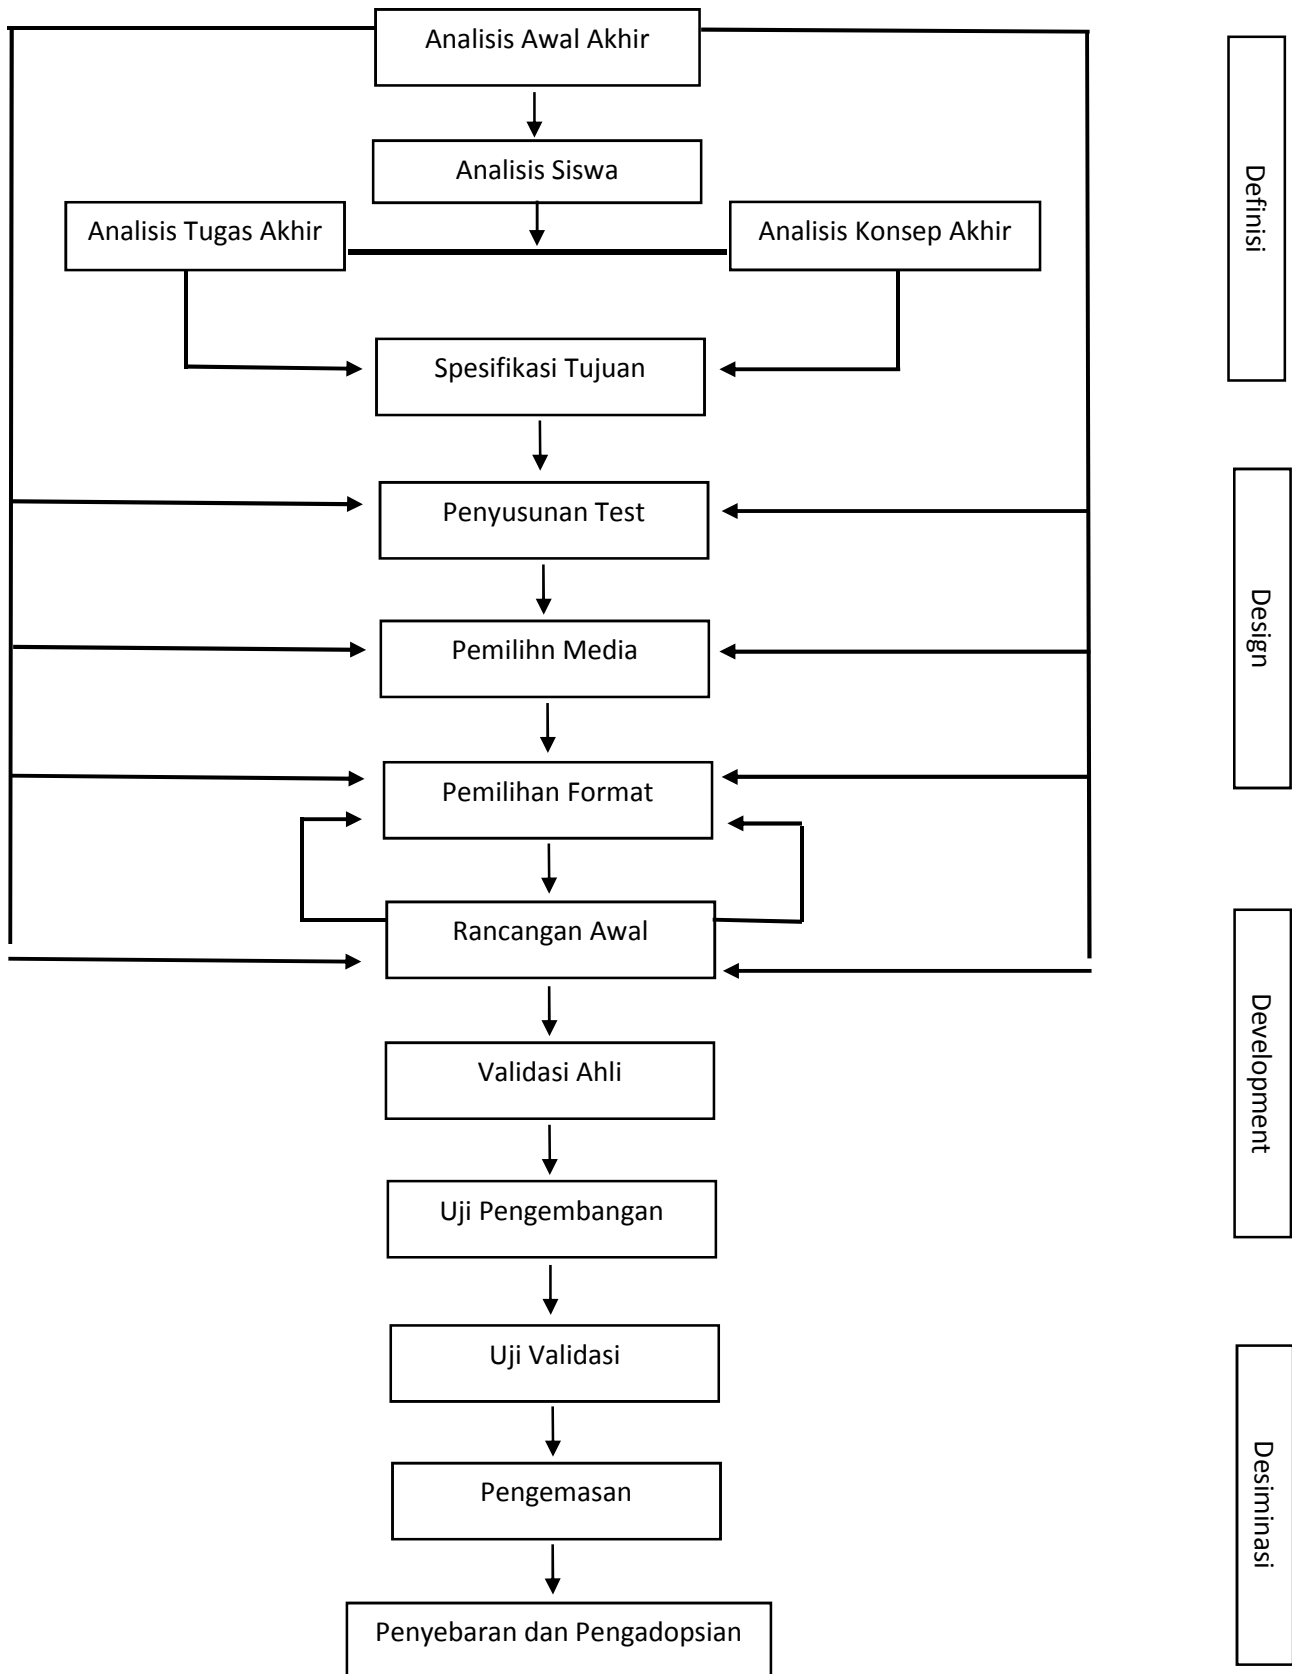 Analisis Awal Akhir
Analisis Siswa
Analisis Tugas Akhir
Analisis Konsep Akhir
Spesifikasi Tujuan
Definisi
Penyusunan Test
Pemilihn Media
Pemilihan Format
Design
Rancangan Awal
Validasi Ahli
Uji Pengembangan
Development
Uji Validasi
Pengemasan
Penyebaran dan Pengadopsian
Desiminasi